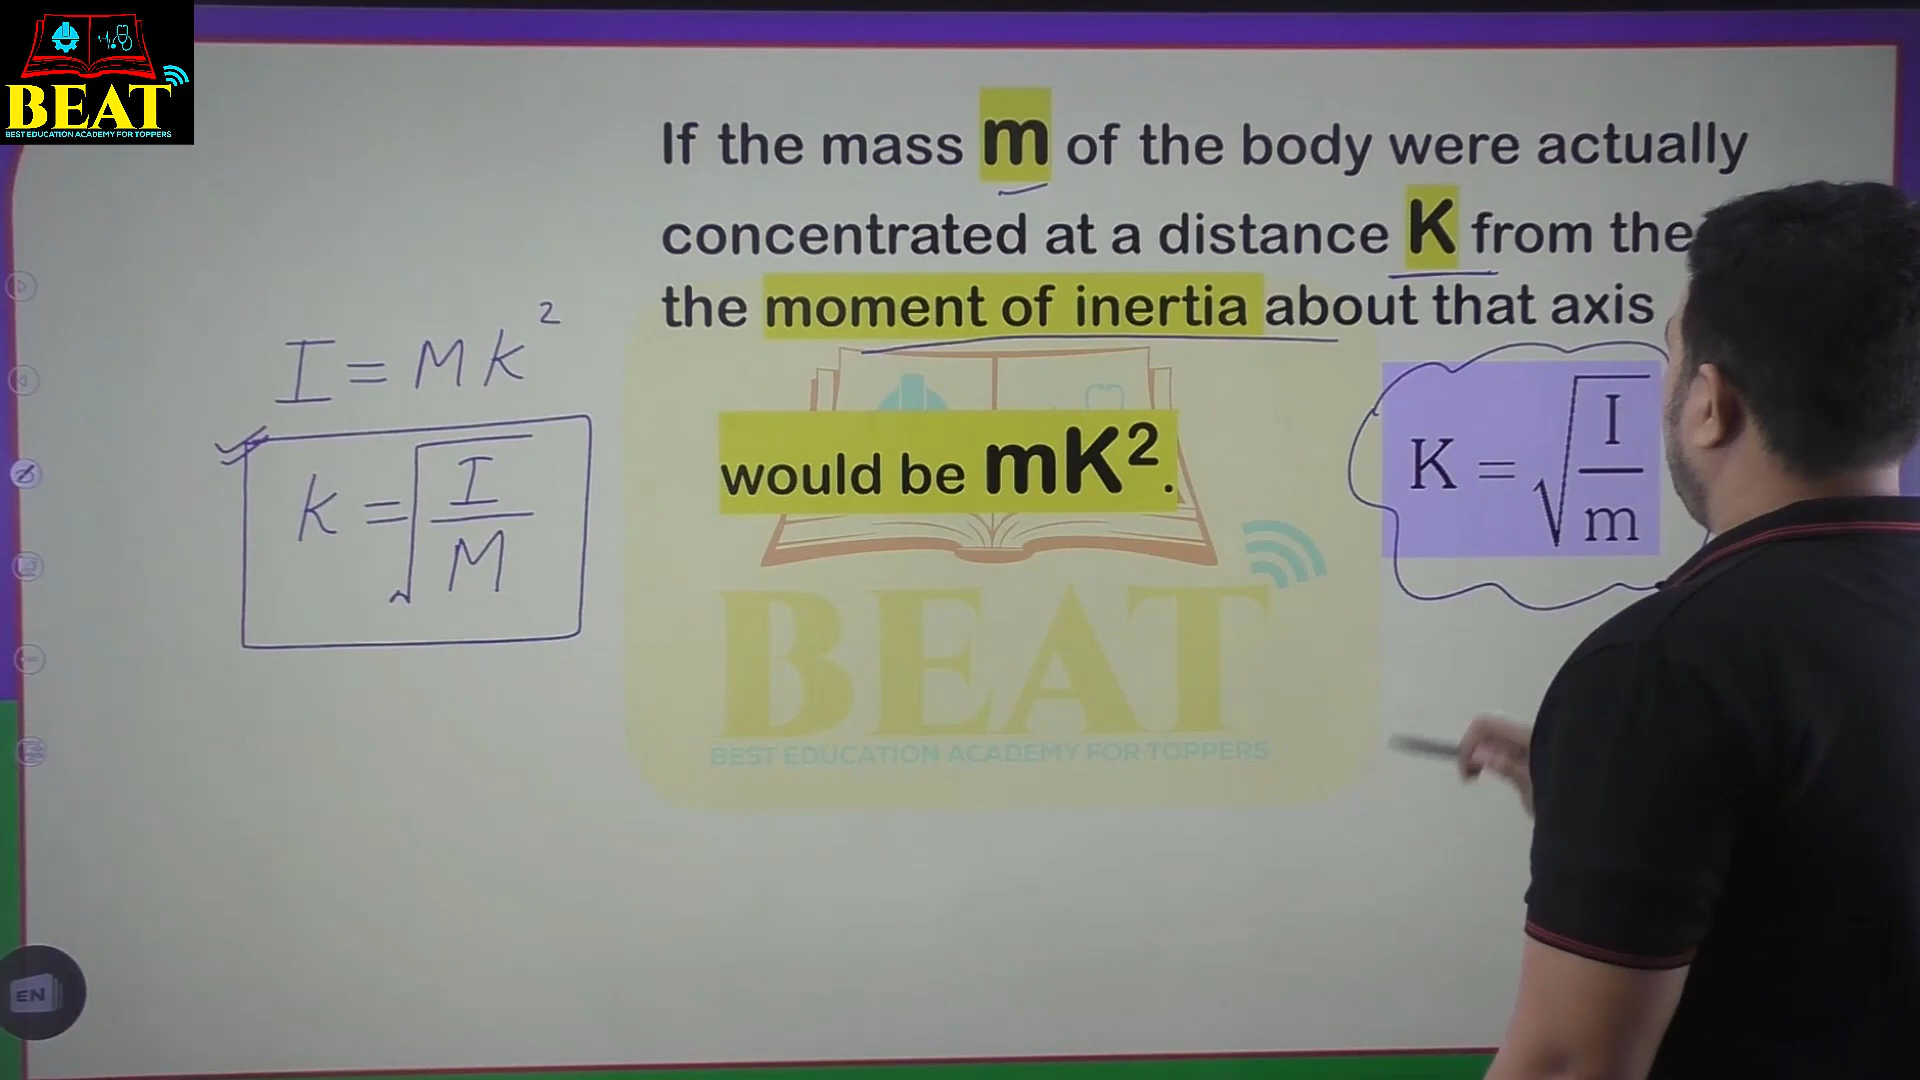 BEAT
BEST EDUCATION ACADEMY FOR TOPPERS
If the mass m of the body were actually
concentrated at a distance K from the
the moment of inertia about that axis
would be mK².
K = √(I/m)
I = MK²
K = √(I/M)
BEAT
BEST EDUCATION ACADEMY FOR TOPPERS
EN